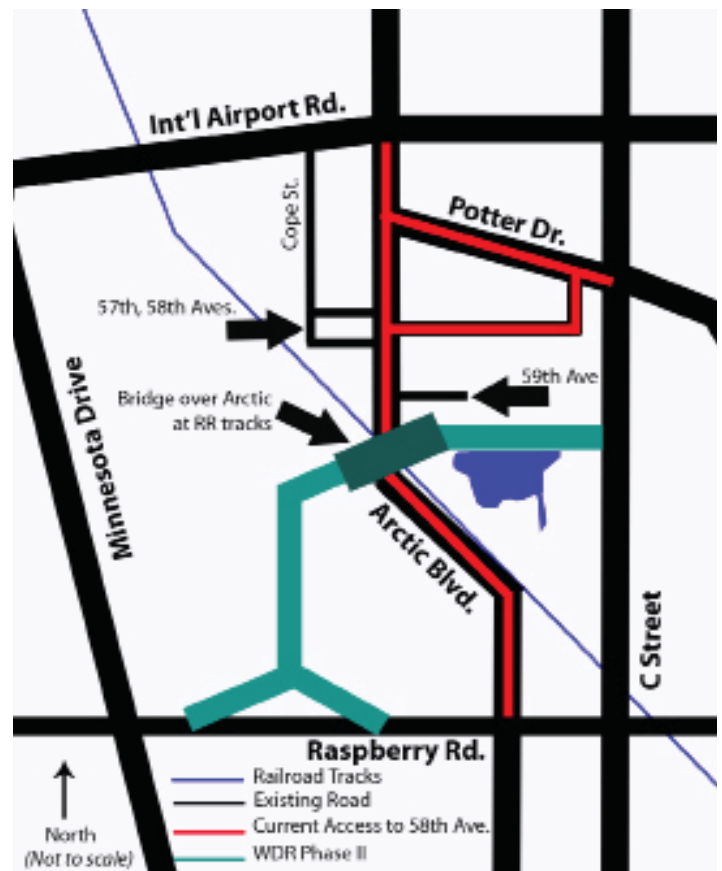 Int'l Airport Rd.
Cope St.
Potter Dr.
57th, 58th Aves.
59th Ave
Bridge over Arctic
at RR tracks
Minnesota Drive
Arctic Blvd.
C Street
Raspberry Rd.
Railroad Tracks
Existing Road
Current Access to 58th Ave.
WDR Phase II
North
(Not to scale)